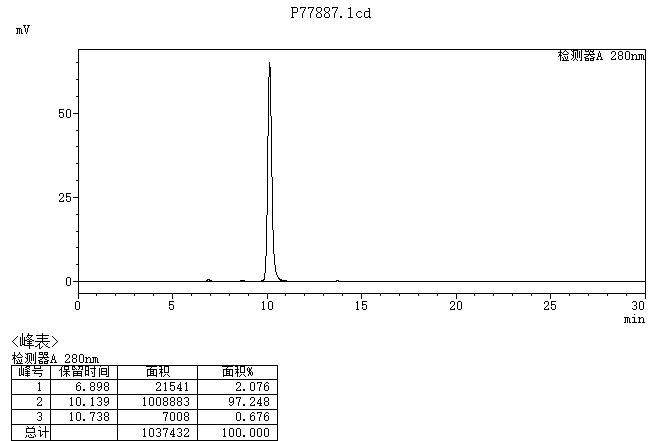 P77887.lcd
mV
检测器A 280nm
50
25
0
0 5 10 15 20 25 30
min
<峰表>
检测器A 280nm
峰号 保留时间 面积 面积%
1 6.898 21541 2.076
2 10.139 1008883 97.248
3 10.738 7008 0.676
总计 1037432 100.000